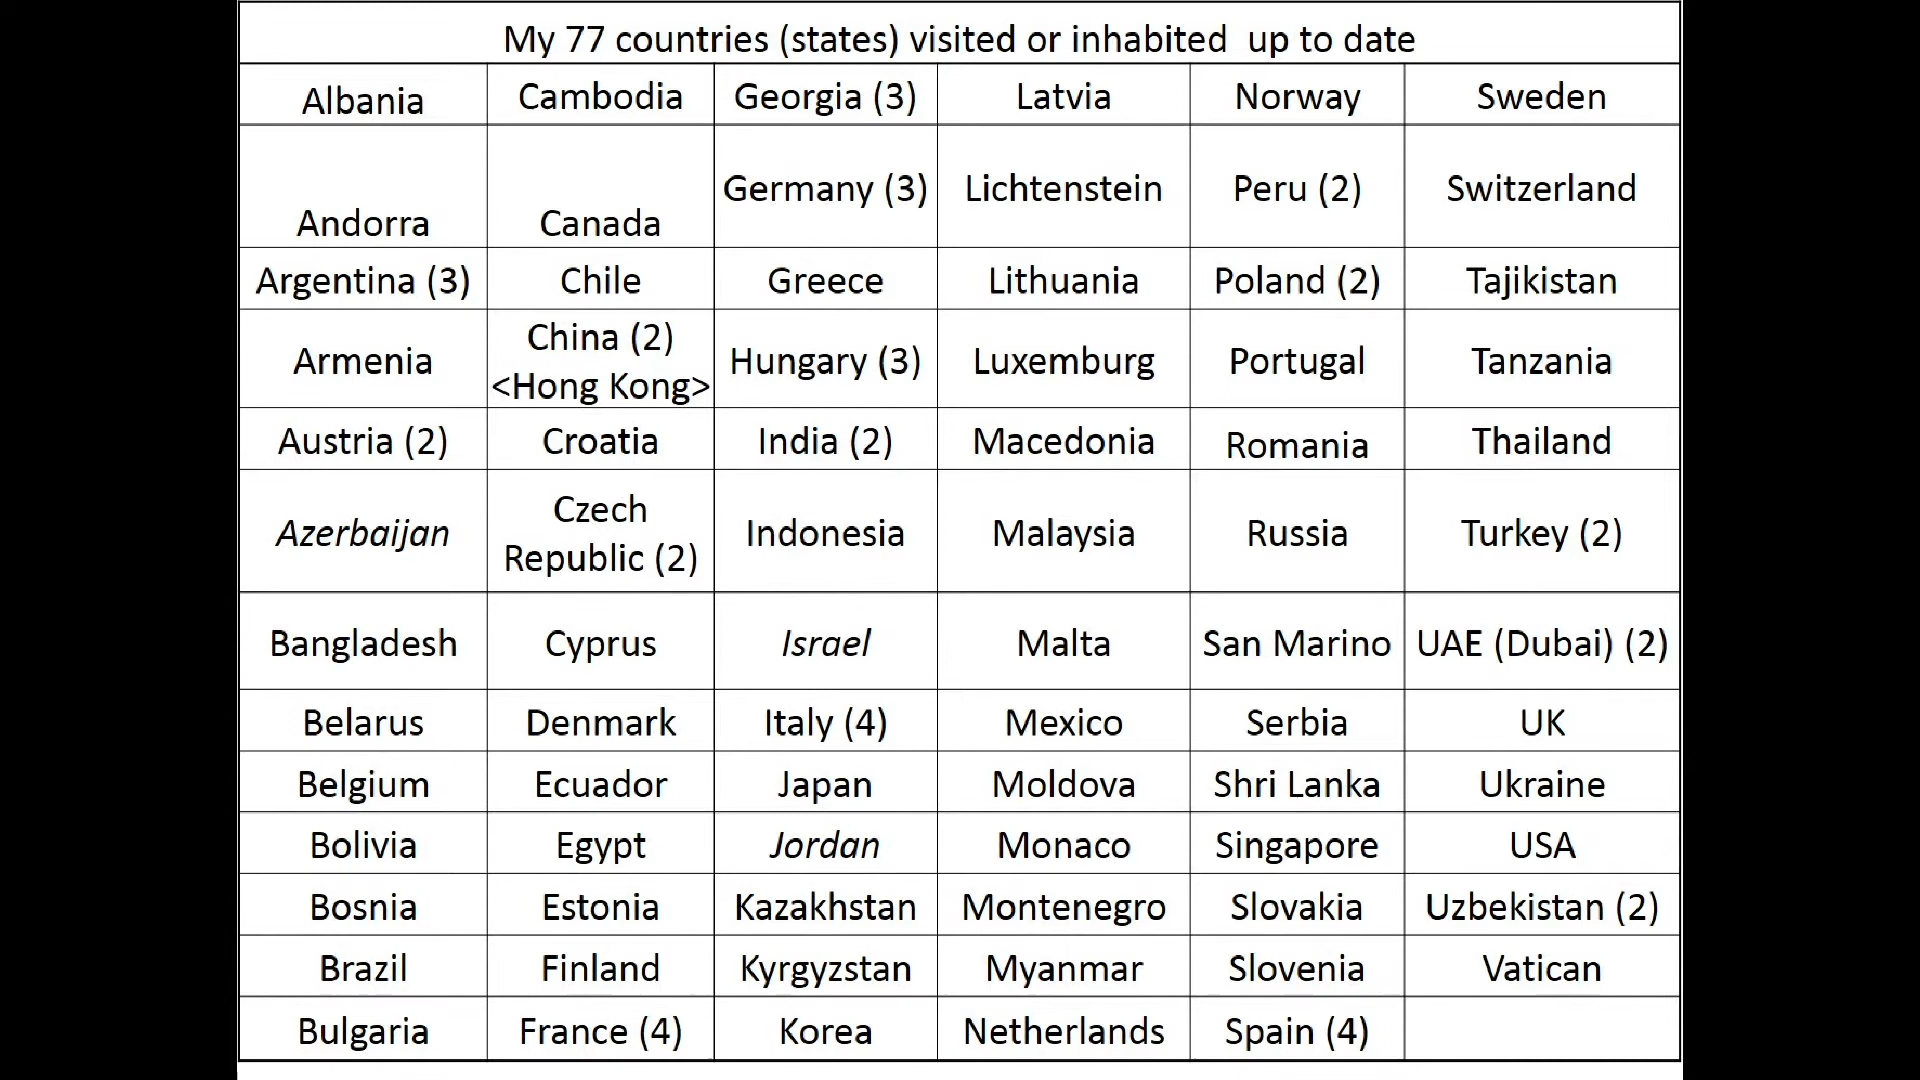 My 77 countries (states) visited or inhabited up to date
Albania Cambodia Georgia (3) Latvia Norway Sweden
Andorra Canada Germany (3) Lichtenstein Peru (2) Switzerland
Argentina (3) Chile Greece Lithuania Poland (2) Tajikistan
Armenia China (2) <Hong Kong> Hungary (3) Luxemburg Portugal Tanzania
Austria (2) Croatia India (2) Macedonia Romania Thailand
Azerbaijan Czech Republic (2) Indonesia Malaysia Russia Turkey (2)
Bangladesh Cyprus Israel Malta San Marino UAE (Dubai) (2)
Belarus Denmark Italy (4) Mexico Serbia UK
Belgium Ecuador Japan Moldova Shri Lanka Ukraine
Bolivia Egypt Jordan Monaco Singapore USA
Bosnia Estonia Kazakhstan Montenegro Slovakia Uzbekistan (2)
Brazil Finland Kyrgyzstan Myanmar Slovenia Vatican
Bulgaria France (4) Korea Netherlands Spain (4)